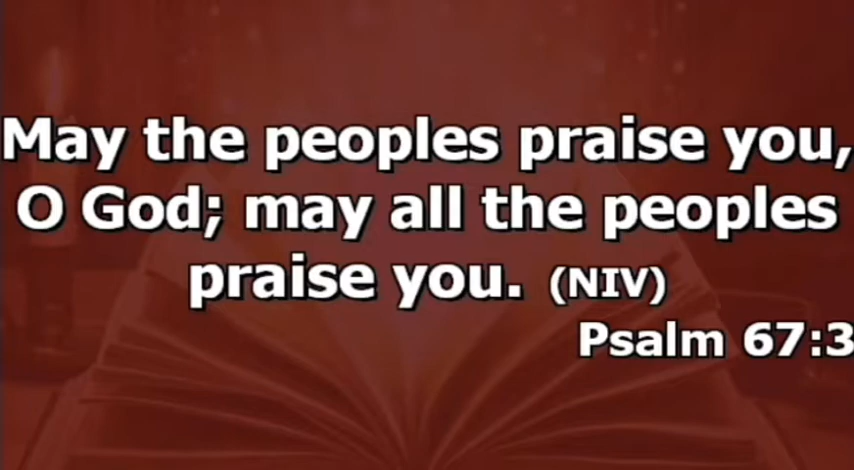 May the peoples praise you,
O God; may all the peoples
praise you. (NIV)
Psalm 67:3